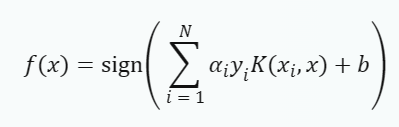 f(x) = sign(∑_{i=1}^{N} α_i y_i K(x_i, x) + b)